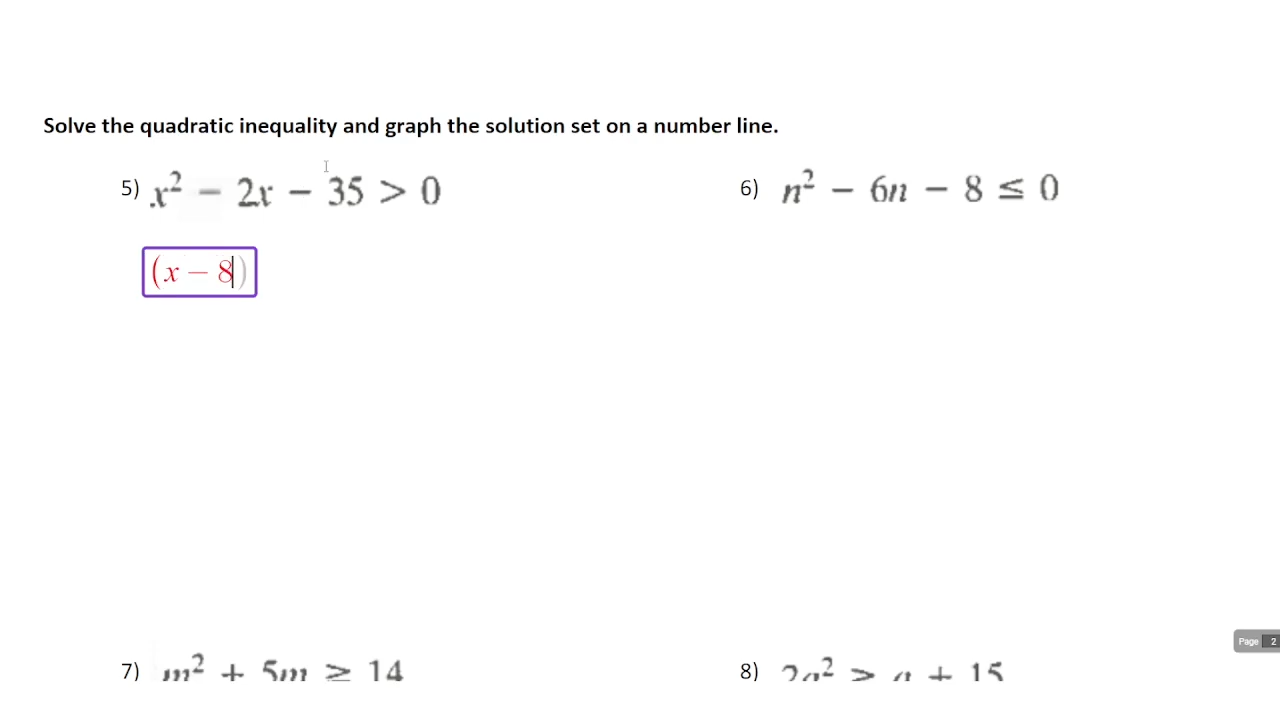 Solve the quadratic inequality and graph the solution set on a number line.
5) x² − 2x − 35 > 0
6) n² − 6n − 8 ≤ 0
(x − 8)
Page 2
7) m² + 5m ≥ 14
8) 2a² > a + 15